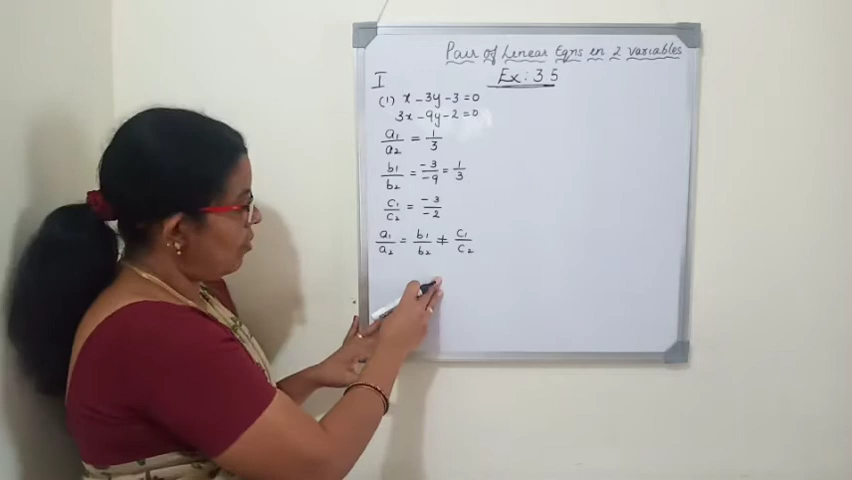 Pair of Linear Eqns in 2 variables
Ex: 3.5
I
(1) x - 3y - 3 = 0
3x - 9y - 2 = 0
a₁/a₂ = 1/3
b₁/b₂ = -3/-9 = 1/3
c₁/c₂ = -3/-2
a₁/a₂ = b₁/b₂ ≠ c₁/c₂